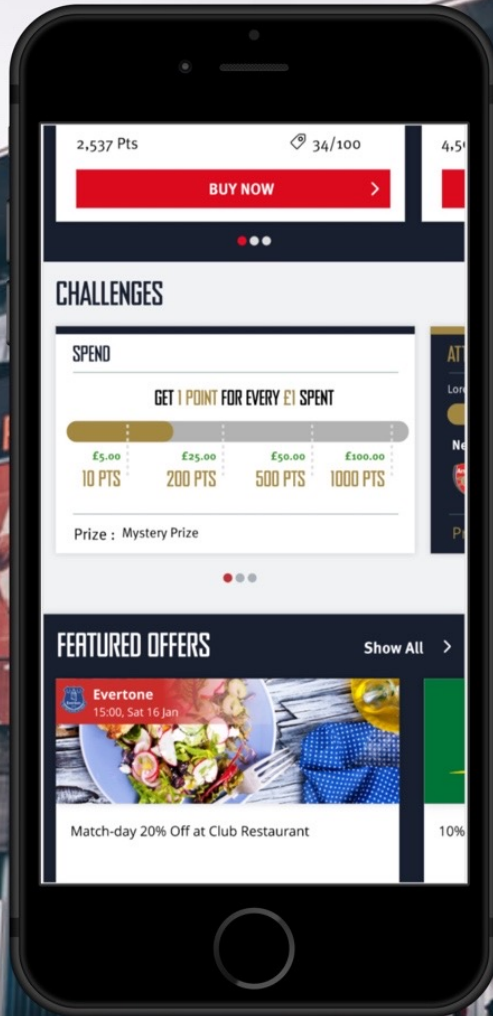 2,537 Pts
34/100
BUY NOW
CHALLENGES
SPEND
GET 1 POINT FOR EVERY £1 SPENT
£5.00 £25.00 £50.00 £100.00
10 PTS 200 PTS 500 PTS 1000 PTS
Prize : Mystery Prize
FEATURED OFFERS
Show All
Evertone
15:00, Sat 16 Jan
Match-day 20% Off at Club Restaurant
10%